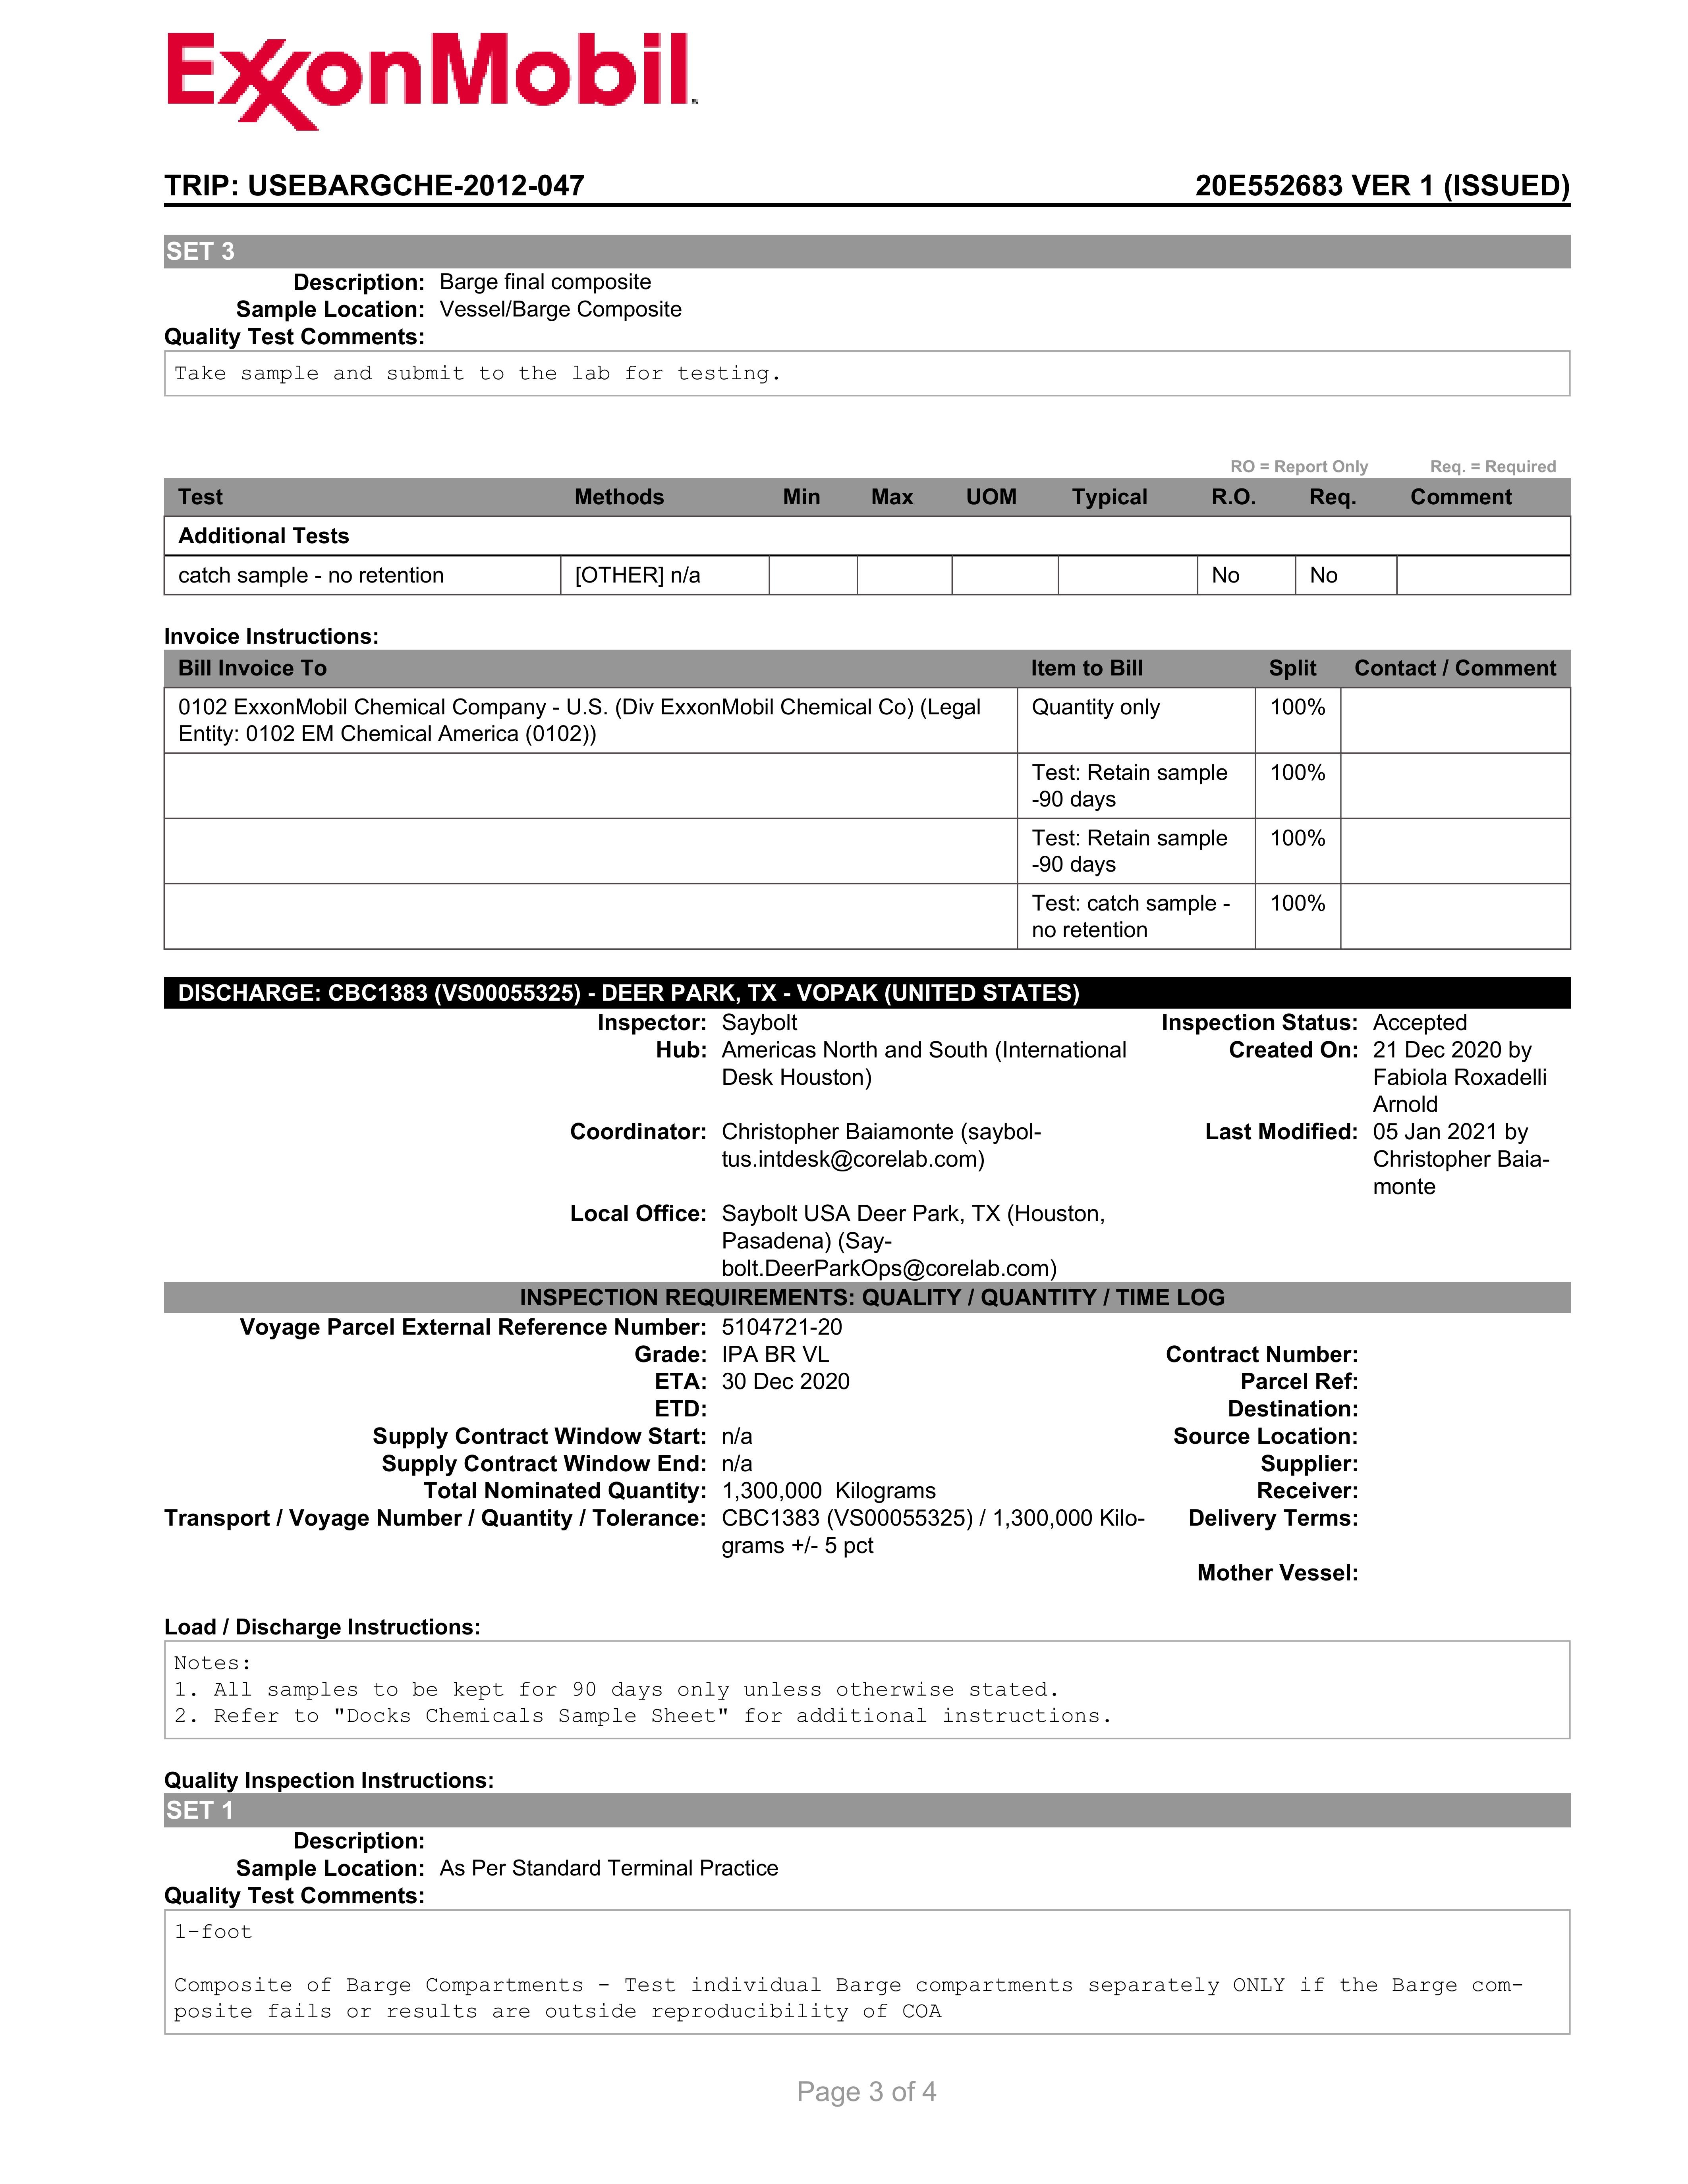 ExxonMobil
TRIP: USEBARGCHE-2012-047 20E552683 VER 1 (ISSUED)
SET 3
Description: Barge final composite
Sample Location: Vessel/Barge Composite
Quality Test Comments:
Take sample and submit to the lab for testing.
RO = Report Only Req. = Required
Test Methods Min Max UOM Typical R.O. Req. Comment
Additional Tests
catch sample - no retention [OTHER] n/a No No
Invoice Instructions:
Bill Invoice To Item to Bill Split Contact / Comment
0102 ExxonMobil Chemical Company - U.S. (Div ExxonMobil Chemical Co) (Legal Quantity only 100%
Entity: 0102 EM Chemical America (0102))
Test: Retain sample 100%
-90 days
Test: Retain sample 100%
-90 days
Test: catch sample - 100%
no retention
DISCHARGE: CBC1383 (VS00055325) - DEER PARK, TX - VOPAK (UNITED STATES)
Inspector: Saybolt Inspection Status: Accepted
Hub: Americas North and South (International Created On: 21 Dec 2020 by
Desk Houston) Fabiola Roxadelli
Arnold
Coordinator: Christopher Baiamonte (saybol- Last Modified: 05 Jan 2021 by
tus.intdesk@corelab.com) Christopher Baia-
monte
Local Office: Saybolt USA Deer Park, TX (Houston,
Pasadena) (Say-
bolt.DeerParkOps@corelab.com)
INSPECTION REQUIREMENTS: QUALITY / QUANTITY / TIME LOG
Voyage Parcel External Reference Number: 5104721-20
Grade: IPA BR VL Contract Number:
ETA: 30 Dec 2020 Parcel Ref:
ETD: Destination:
Supply Contract Window Start: n/a Source Location:
Supply Contract Window End: n/a Supplier:
Total Nominated Quantity: 1,300,000 Kilograms Receiver:
Transport / Voyage Number / Quantity / Tolerance: CBC1383 (VS00055325) / 1,300,000 Kilo- Delivery Terms:
grams +/- 5 pct
Mother Vessel:
Load / Discharge Instructions:
Notes:
1. All samples to be kept for 90 days only unless otherwise stated.
2. Refer to "Docks Chemicals Sample Sheet" for additional instructions.
Quality Inspection Instructions:
SET 1
Description:
Sample Location: As Per Standard Terminal Practice
Quality Test Comments:
1-foot
Composite of Barge Compartments - Test individual Barge compartments separately ONLY if the Barge com-
posite fails or results are outside reproducibility of COA
Page 3 of 4